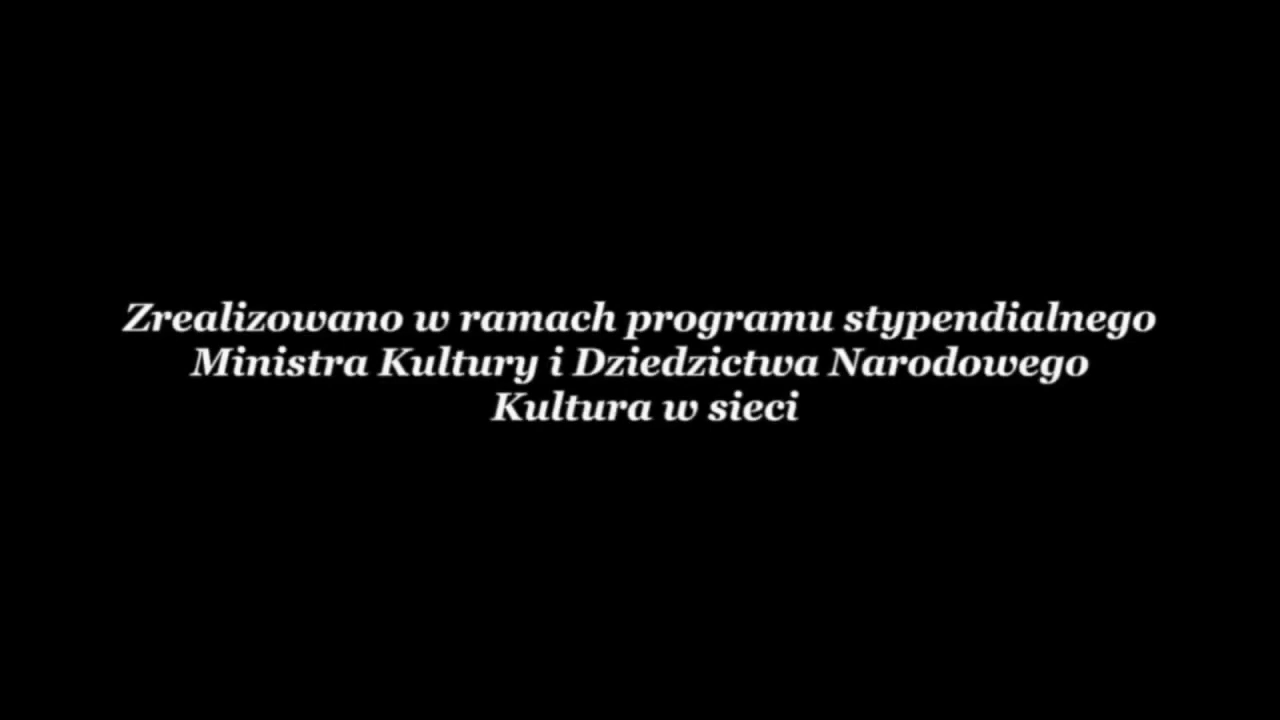 Zrealizowano w ramach programu stypendialnego
Ministra Kultury i Dziedzictwa Narodowego
Kultura w sieci